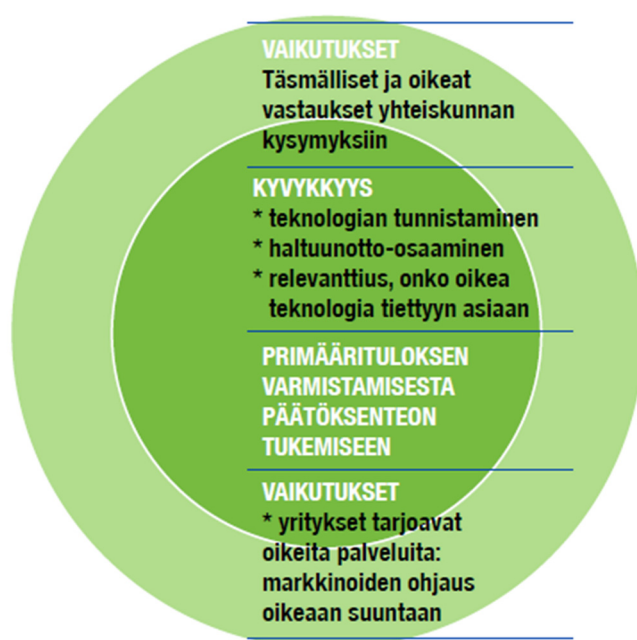 VAIKUTUKSET
Täsmälliset ja oikeat
vastaukset yhteiskunnan
kysymyksiin
KYVYKKYYS
* teknologian tunnistaminen
* haltuunotto-osaaminen
* relevanttius, onko oikea
teknologia tiettyyn asiaan
PRIMÄÄRITULOKSEN
VARMISTAMISESTA
PÄÄTÖKSENTEON
TUKEMISEEN
VAIKUTUKSET
* yritykset tarjoavat
oikeita palveluita:
markkinoiden ohjaus
oikeaan suuntaan